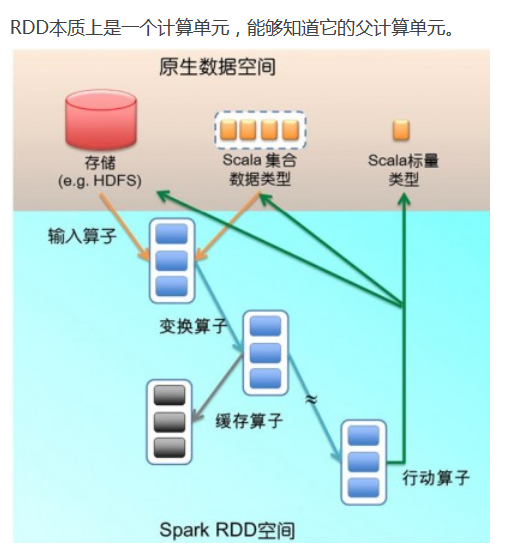 RDD本质上是一个计算单元，能够知道它的父计算单元。
原生数据空间
存储
(e.g. HDFS)
Scala 集合
数据类型
Scala标量
类型
输入算子
变换算子
≈
缓存算子
行动算子
Spark RDD空间